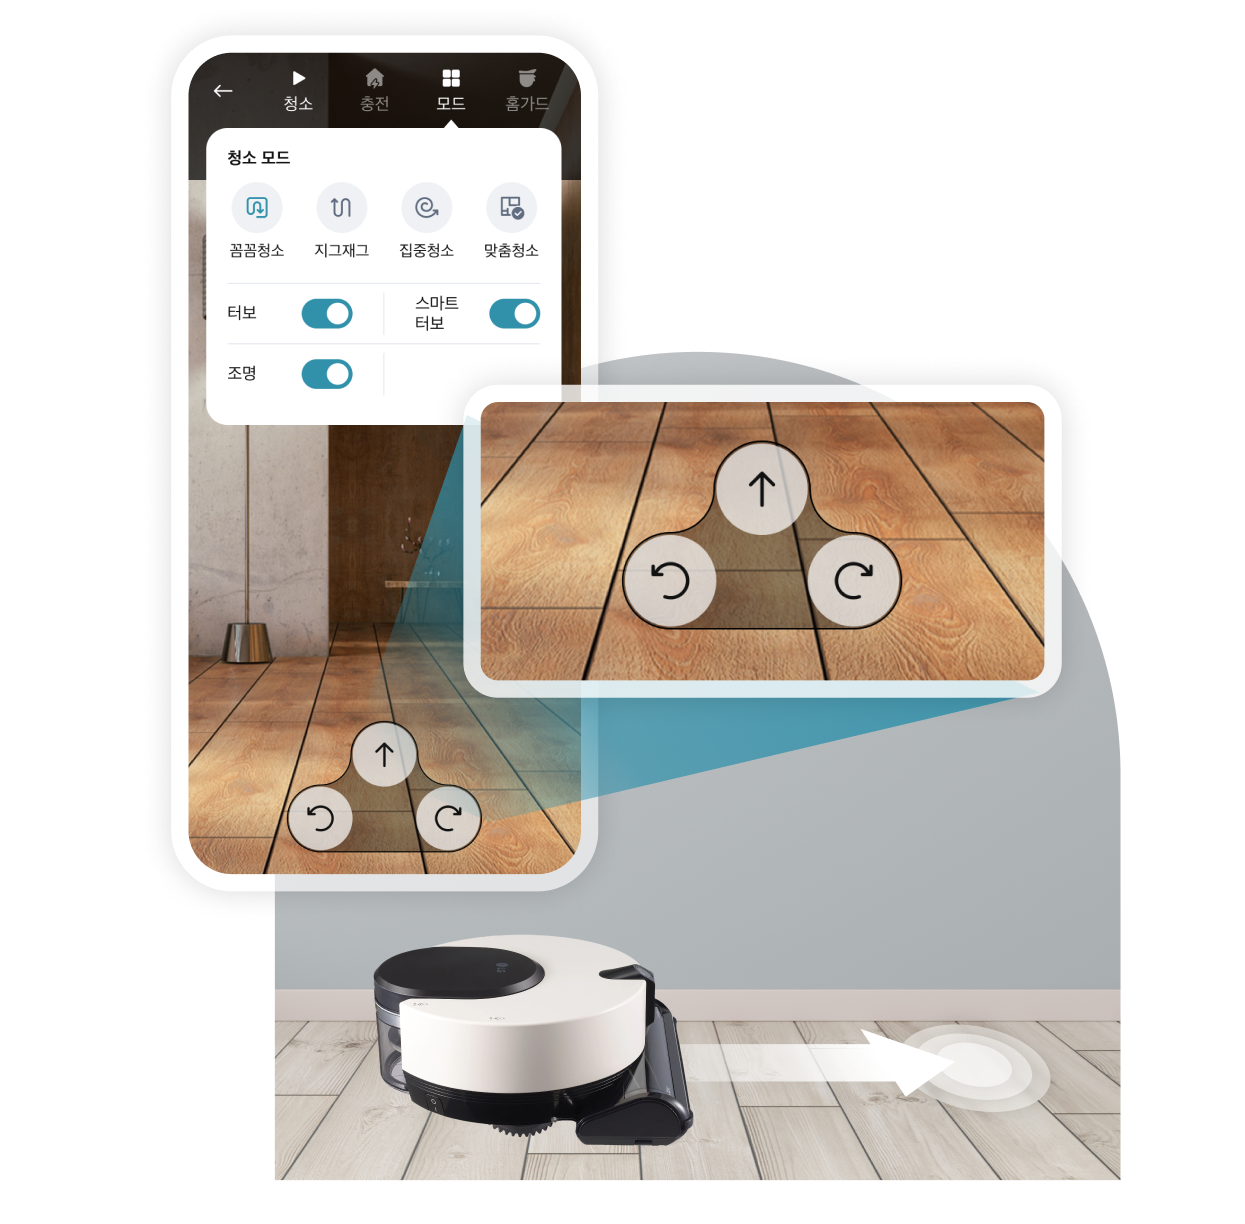 청소 충전 모드 홈가드
청소 모드
꼼꼼청소 지그재그 집중청소 맞춤청소
터보 스마트
터보
조명